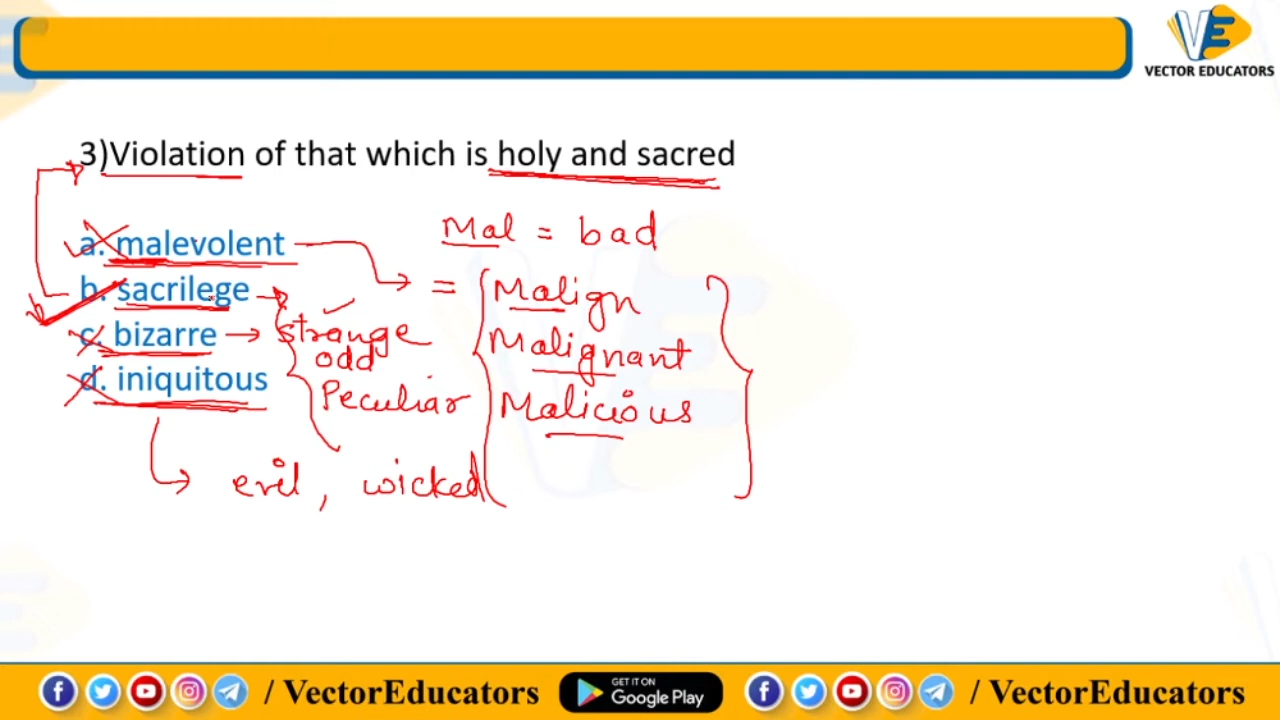 VE
VECTOR EDUCATORS
3)Violation of that which is holy and sacred
Mal = bad
a. malevolent
b. sacrilege
= Malign
c. bizarre → strange
odd
Malignant
d. iniquitous
Peculiar
Malicious
evil, wicked
/ VectorEducators
GET IT ON
Google Play
/ VectorEducators